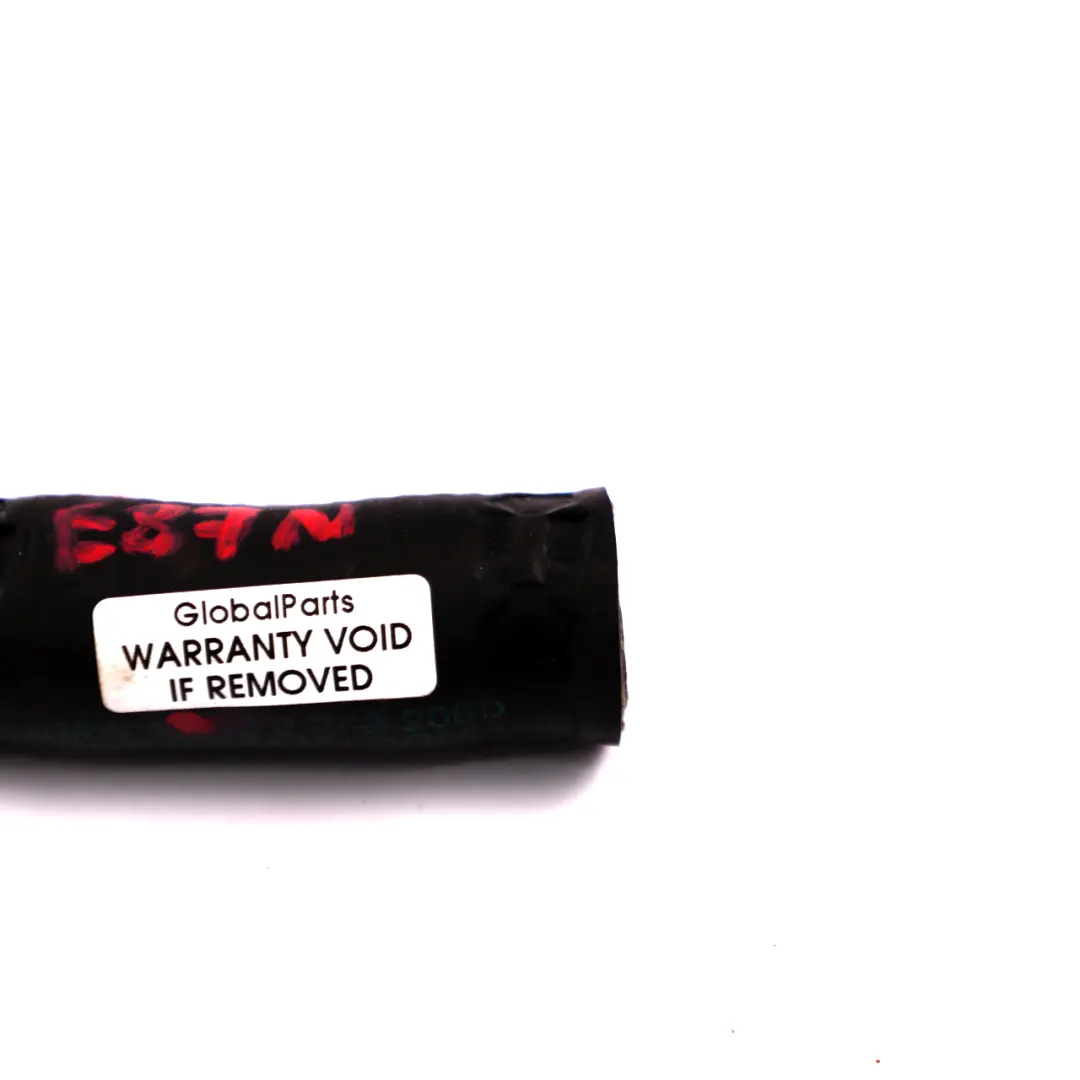 E87N
GlobalParts
WARRANTY VOID
IF REMOVED